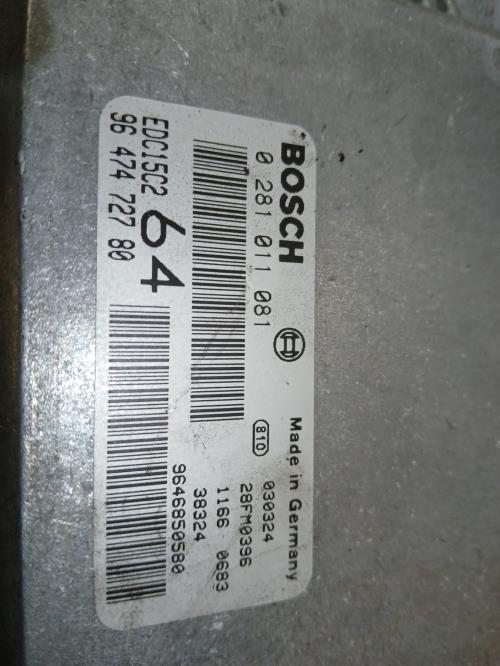 BOSCH
0 281 011 081
EDC15C2
96 474 727 80
64
Made in Germany
810
030324
28FM0396
1166 0683
38324
9646850580